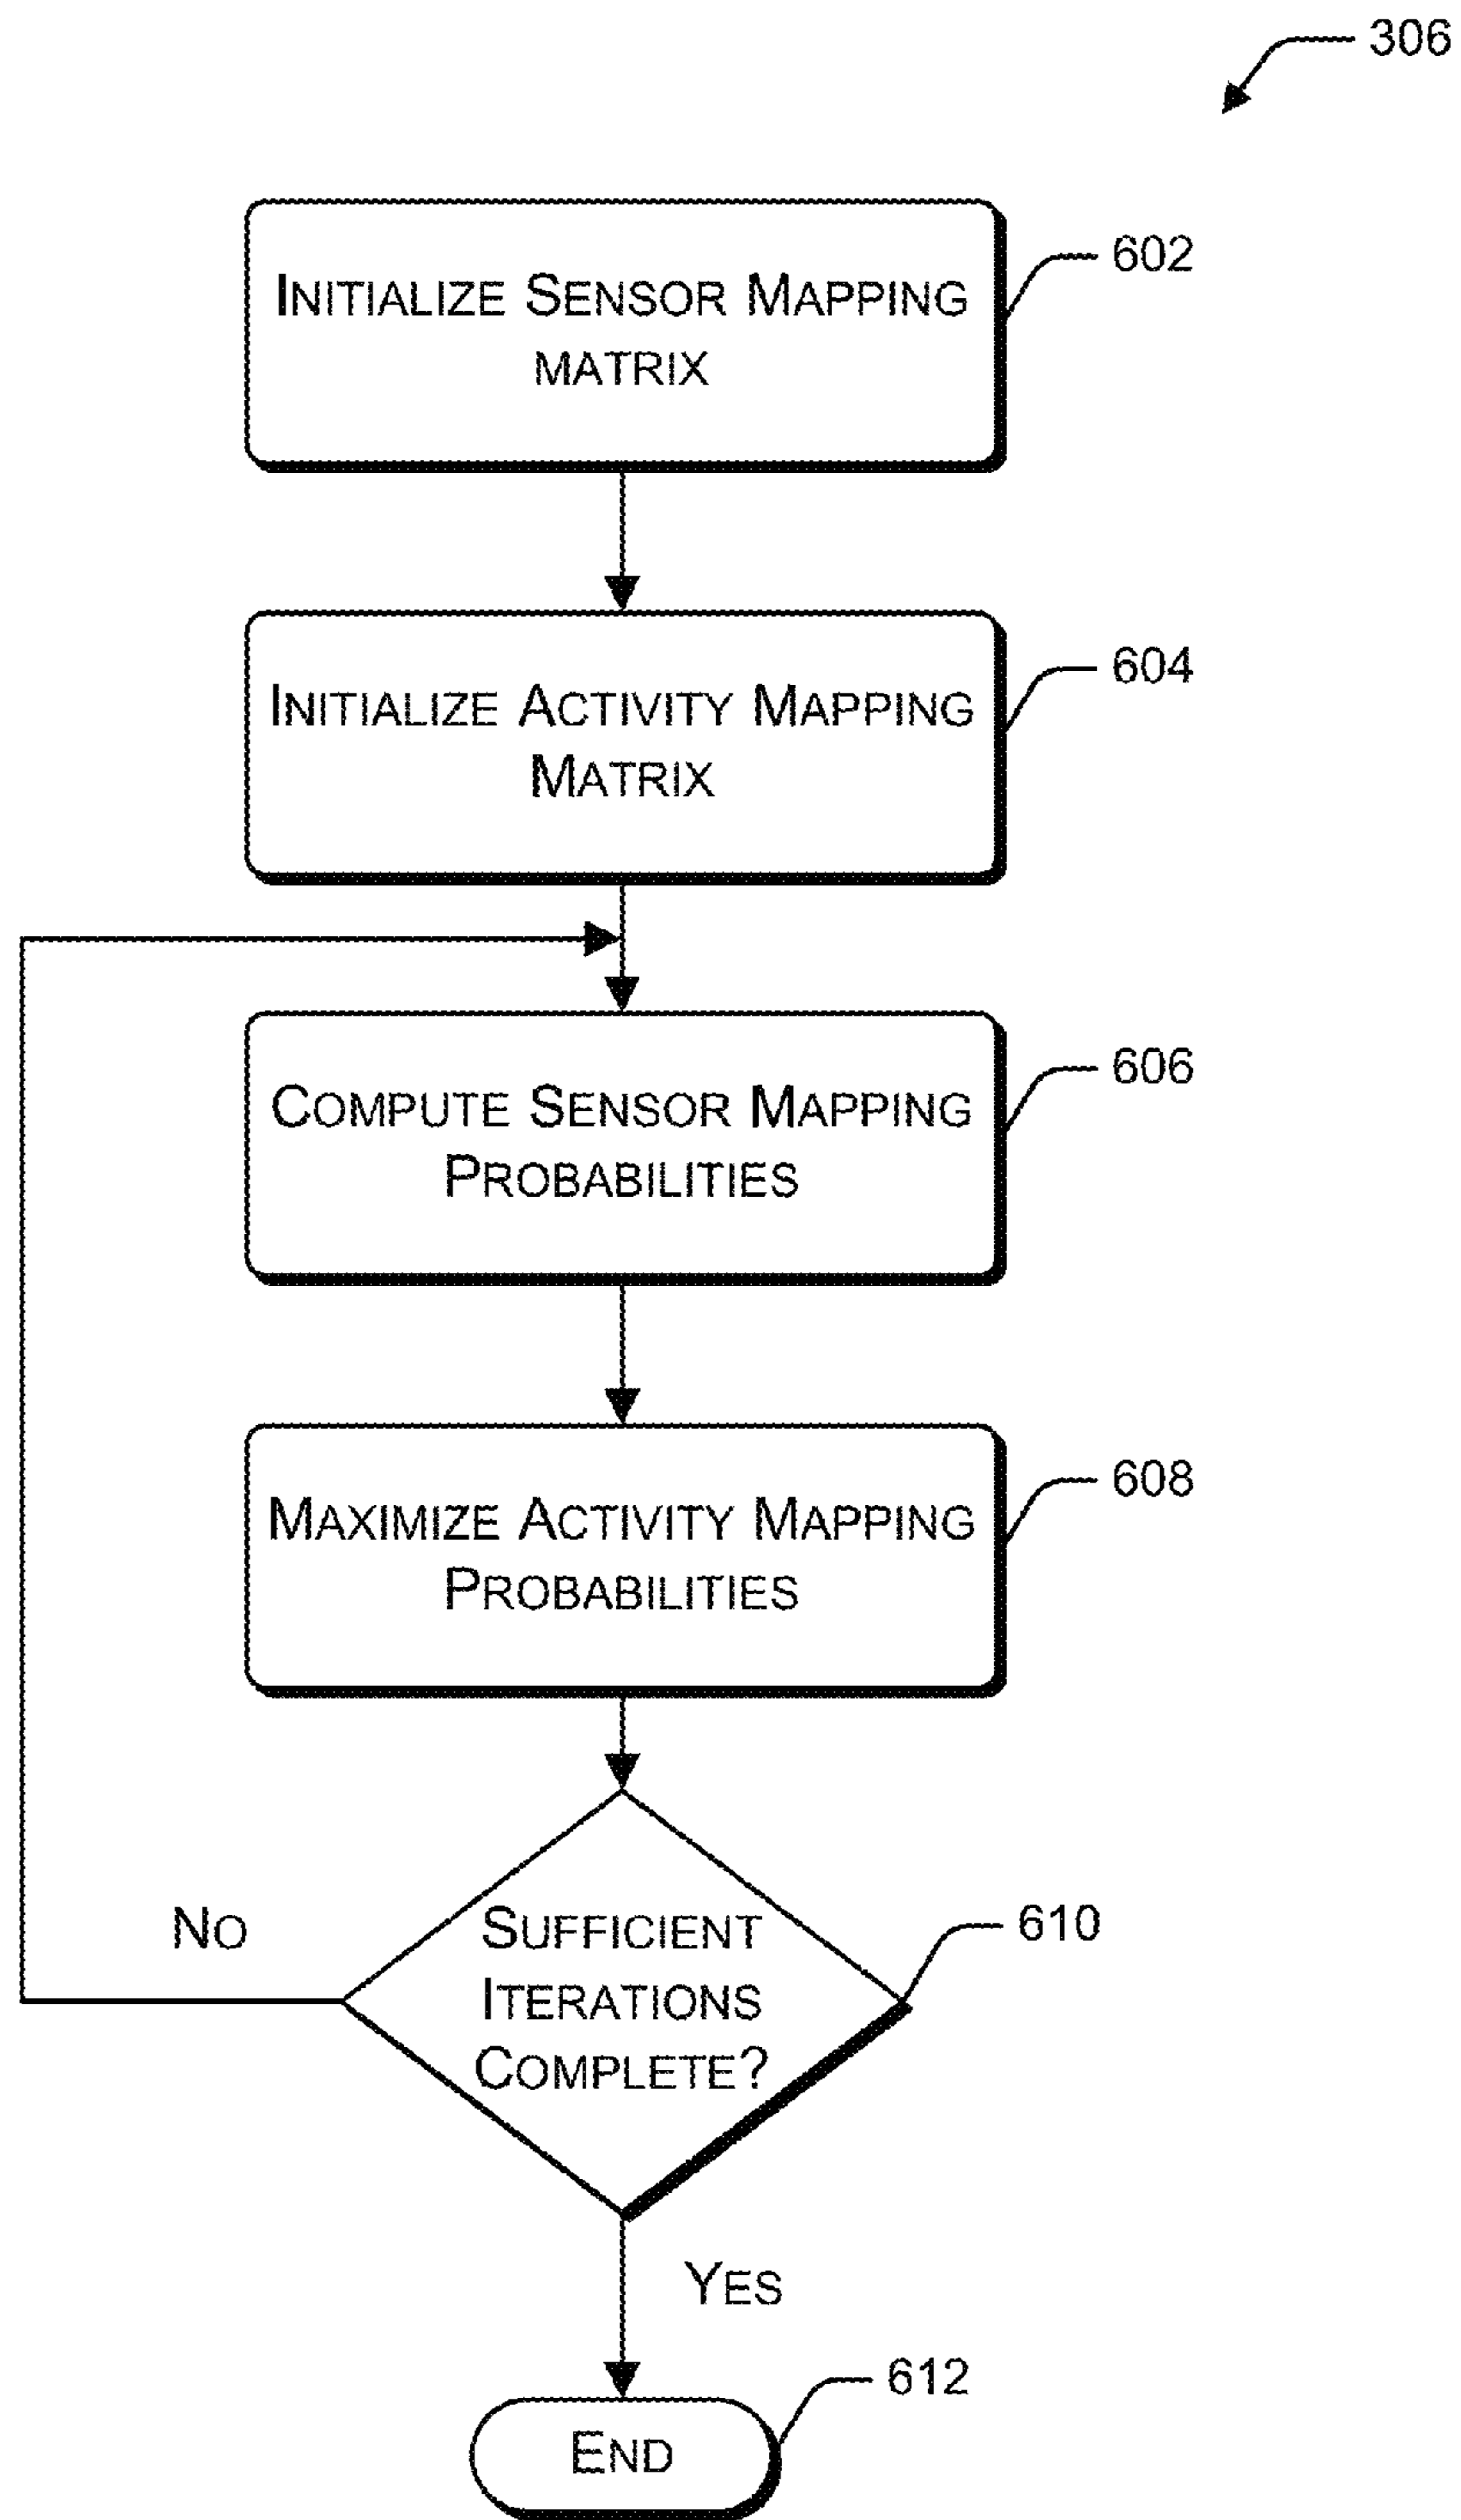 306
INITIALIZE SENSOR MAPPING
MATRIX
602
INITIALIZE ACTIVITY MAPPING
MATRIX
604
COMPUTE SENSOR MAPPING
PROBABILITIES
606
MAXIMIZE ACTIVITY MAPPING
PROBABILITIES
608
NO
SUFFICIENT
ITERATIONS
COMPLETE?
610
YES
END
612